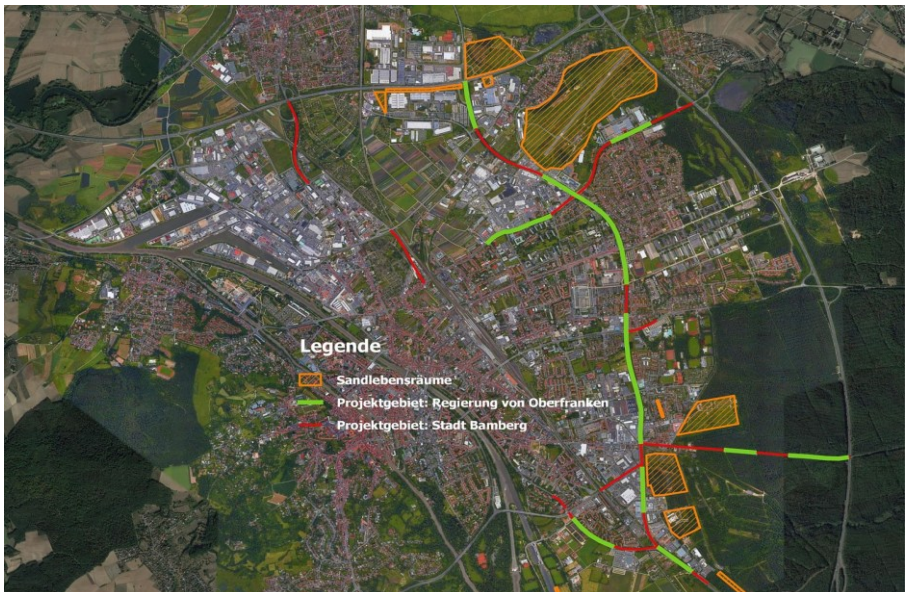 Legende
Sandlebensräume
Projektgebiet: Regierung von Oberfranken
Projektgebiet: Stadt Bamberg